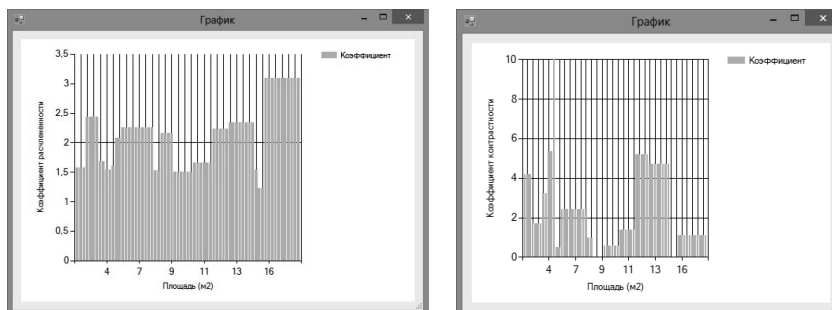 График
3,5
3
2,5
2
1,5
1
0,5
0
Коэффициент расчлененности
4 7 9 11 13 16
Площадь (м2)
Коэффициент
График
10
8
6
4
2
0
Коэффициент контрастности
4 7 9 11 13 16
Площадь (м2)
Коэффициент